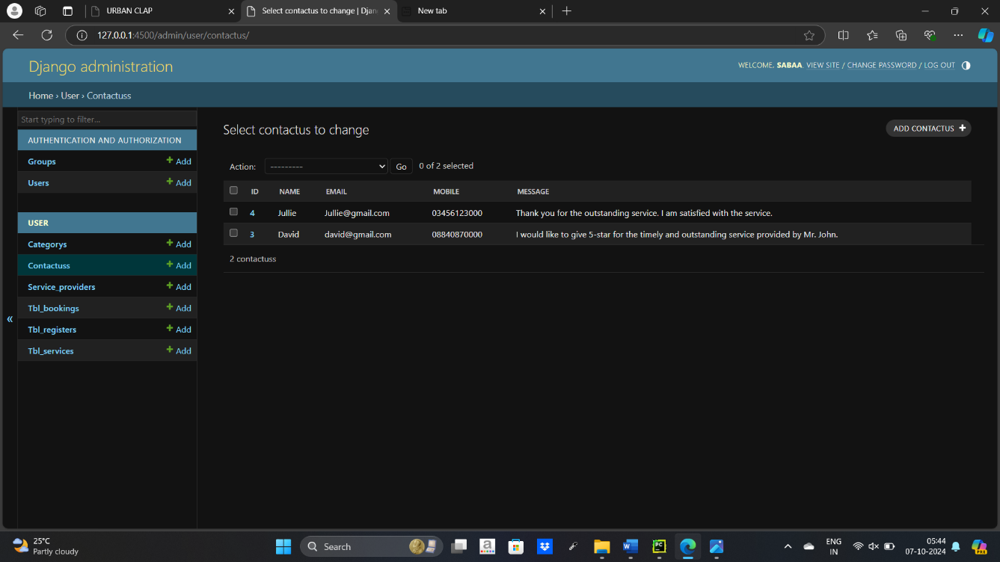 URBAN CLAP
Select contactus to change | Djan
New tab
127.0.0.1:4500/admin/user/contactus/
Django administration
WELCOME, SABAA. VIEW SITE / CHANGE PASSWORD / LOG OUT
Home › User › Contactuss
Start typing to filter...
AUTHENTICATION AND AUTHORIZATION
Groups + Add
Users + Add
USER
Categorys + Add
Contactuss + Add
Service_providers + Add
Tbl_bookings + Add
Tbl_registers + Add
Tbl_services + Add
«
Select contactus to change
ADD CONTACTUS +
Action: --------- Go 0 of 2 selected
ID NAME EMAIL MOBILE MESSAGE
4 Jullie Jullie@gmail.com 03456123000 Thank you for the outstanding service. I am satisfied with the service.
3 David david@gmail.com 08840870000 I would like to give 5-star for the timely and outstanding service provided by Mr. John.
2 contactuss
25°C
Partly cloudy
Search
a
W
PC
ENG
IN
05:44
07-10-2024
PRE